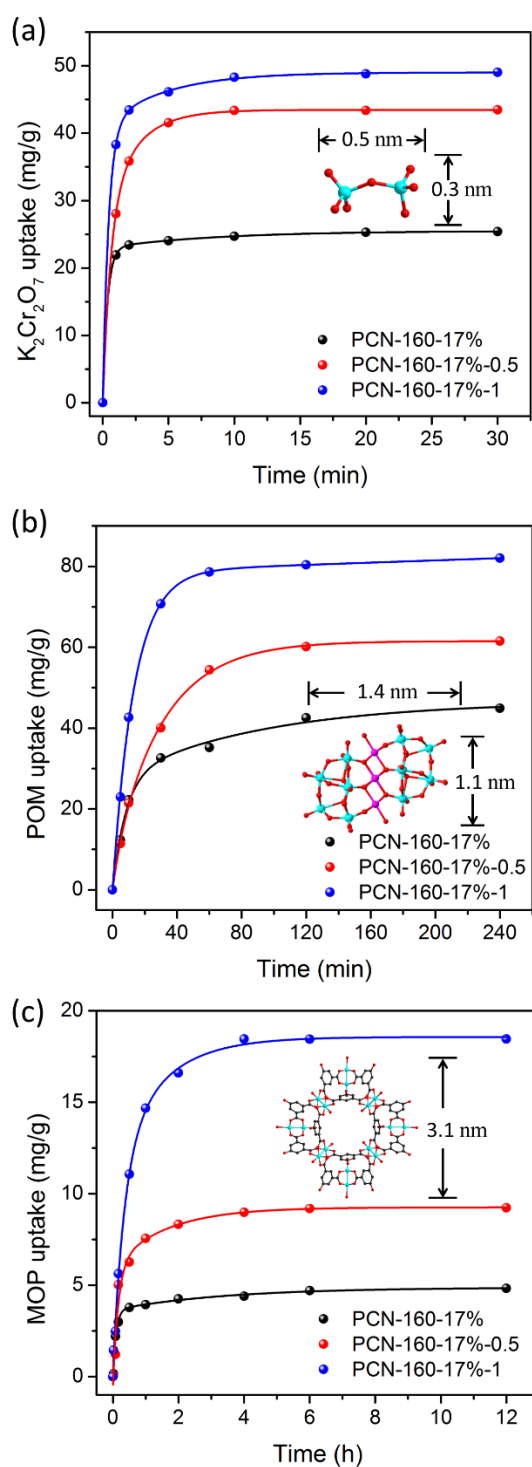 (a)
50
40
30
20
10
0
K2Cr2O7 uptake (mg/g)
0.5 nm
0.3 nm
PCN-160-17%
PCN-160-17%-0.5
PCN-160-17%-1
0 5 10 15 20 25 30
Time (min)
(b)
80
60
40
20
0
POM uptake (mg/g)
1.4 nm
1.1 nm
PCN-160-17%
PCN-160-17%-0.5
PCN-160-17%-1
0 40 80 120 160 200 240
Time (min)
(c)
20
15
10
5
0
MOP uptake (mg/g)
3.1 nm
PCN-160-17%
PCN-160-17%-0.5
PCN-160-17%-1
0 2 4 6 8 10 12
Time (h)